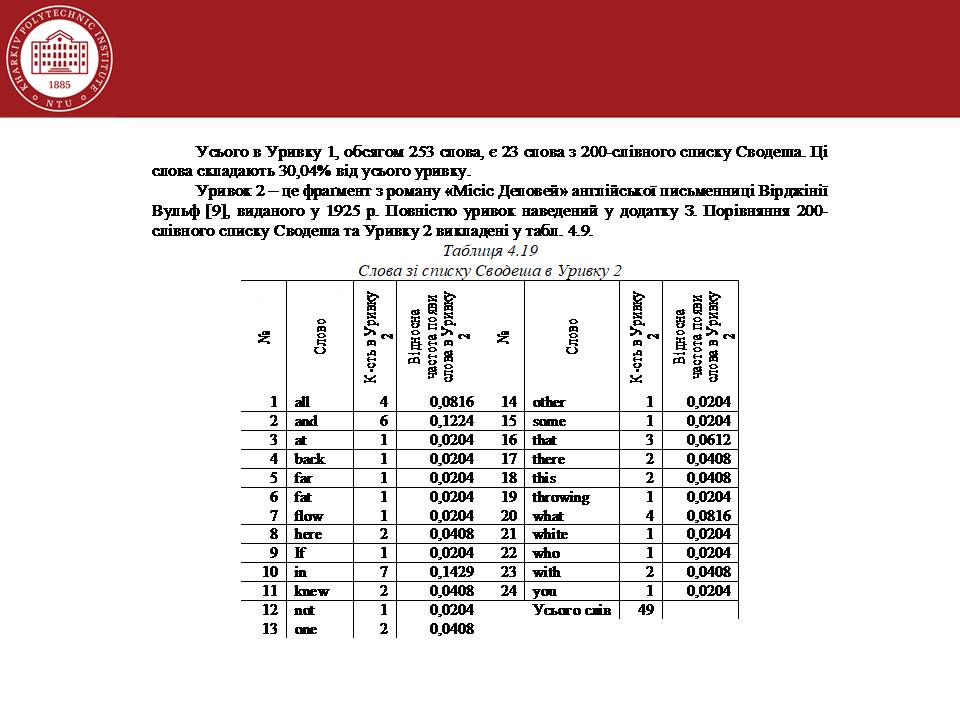 KHARKIV POLYTECHNIC INSTITUTE
1885
NTU
Усього в Уривку 1, обсягом 253 слова, є 23 слова з 200-слівного списку Сводеша. Ці
слова складають 30,04% від усього уривку.
Уривок 2 – це фрагмент з роману «Місіс Деловей» англійської письменниці Вірджінії
Вульф [9], виданого у 1925 р. Повністю уривок наведений у додатку З. Порівняння 200-
слівного списку Сводеша та Уривку 2 викладені у табл. 4.9.
Таблиця 4.19
Слова зі списку Сводеша в Уривку 2
№ Слово К-сть в Уривку 2 Відносна частота появи слова в Уривку 2 № Слово К-сть в Уривку 2 Відносна частота появи слова в Уривку 2
1 all 4 0,0816 14 other 1 0,0204
2 and 6 0,1224 15 some 1 0,0204
3 at 1 0,0204 16 that 3 0,0612
4 back 1 0,0204 17 there 2 0,0408
5 far 1 0,0204 18 this 2 0,0408
6 fat 1 0,0204 19 throwing 1 0,0204
7 flow 1 0,0204 20 what 4 0,0816
8 here 2 0,0408 21 white 1 0,0204
9 If 1 0,0204 22 who 1 0,0204
10 in 7 0,1429 23 with 2 0,0408
11 knew 2 0,0408 24 you 1 0,0204
12 not 1 0,0204 Усього слів 49
13 one 2 0,0408